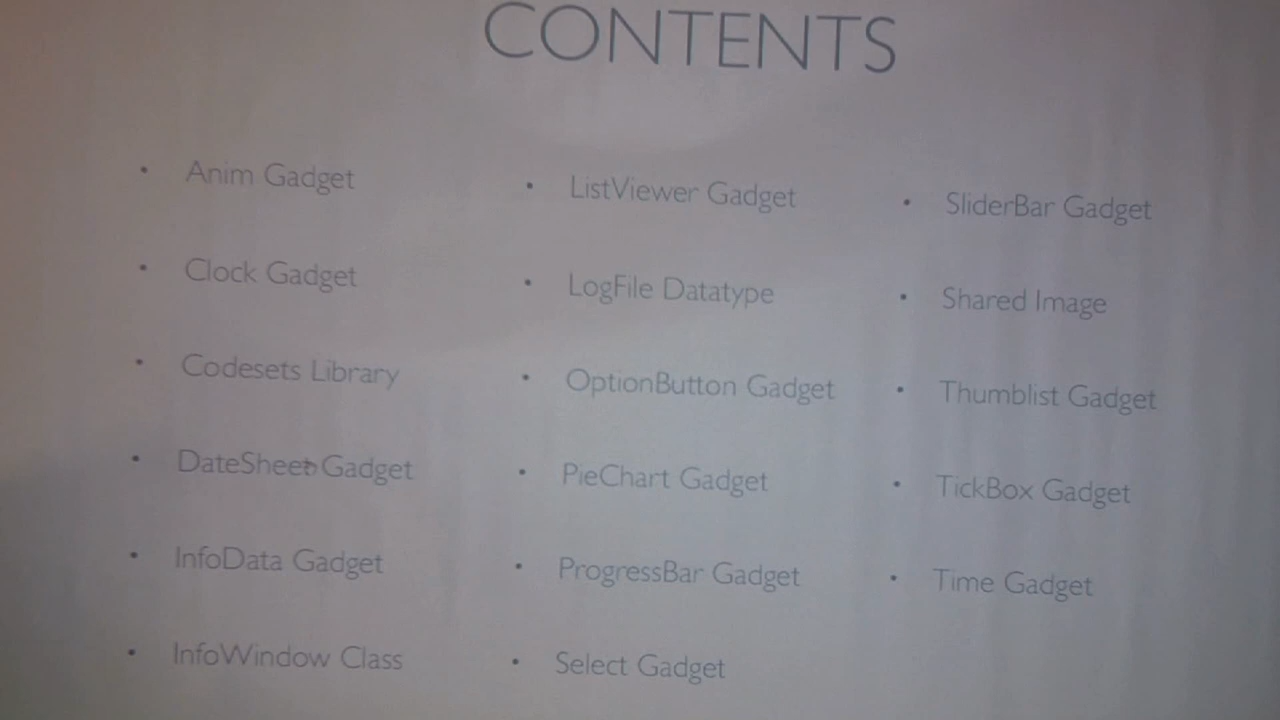 CONTENTS
• Anim Gadget
• Clock Gadget
• Codesets Library
• DateSheet Gadget
• InfoData Gadget
• InfoWindow Class
• ListViewer Gadget
• LogFile Datatype
• OptionButton Gadget
• PieChart Gadget
• ProgressBar Gadget
• Select Gadget
• SliderBar Gadget
• Shared Image
• Thumblist Gadget
• TickBox Gadget
• Time Gadget